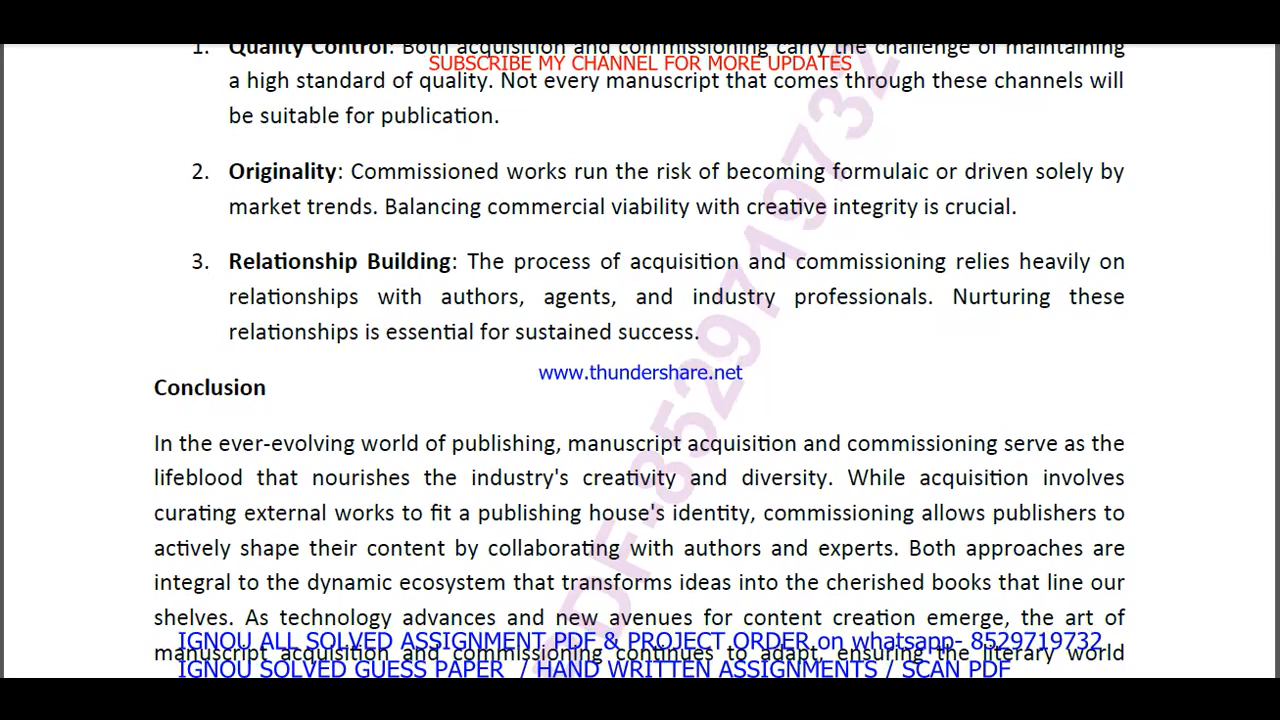 1. Quality Control: Both acquisition and commissioning carry the challenge of maintaining
SUBSCRIBE MY CHANNEL FOR MORE UPDATES
a high standard of quality. Not every manuscript that comes through these channels will
be suitable for publication.
2. Originality: Commissioned works run the risk of becoming formulaic or driven solely by
market trends. Balancing commercial viability with creative integrity is crucial.
3. Relationship Building: The process of acquisition and commissioning relies heavily on
relationships with authors, agents, and industry professionals. Nurturing these
relationships is essential for sustained success.
www.thundershare.net
Conclusion
In the ever-evolving world of publishing, manuscript acquisition and commissioning serve as the
lifeblood that nourishes the industry's creativity and diversity. While acquisition involves
curating external works to fit a publishing house's identity, commissioning allows publishers to
actively shape their content by collaborating with authors and experts. Both approaches are
integral to the dynamic ecosystem that transforms ideas into the cherished books that line our
shelves. As technology advances and new avenues for content creation emerge, the art of
IGNOU ALL SOLVED ASSIGNMENT PDF & PROJECT ORDER on whatsapp- 8529719732
manuscript acquisition and commissioning continues to adapt, ensuring the literary world
IGNOU SOLVED GUESS PAPER / HAND WRITTEN ASSIGNMENTS / SCAN PDF
DF-8529719732